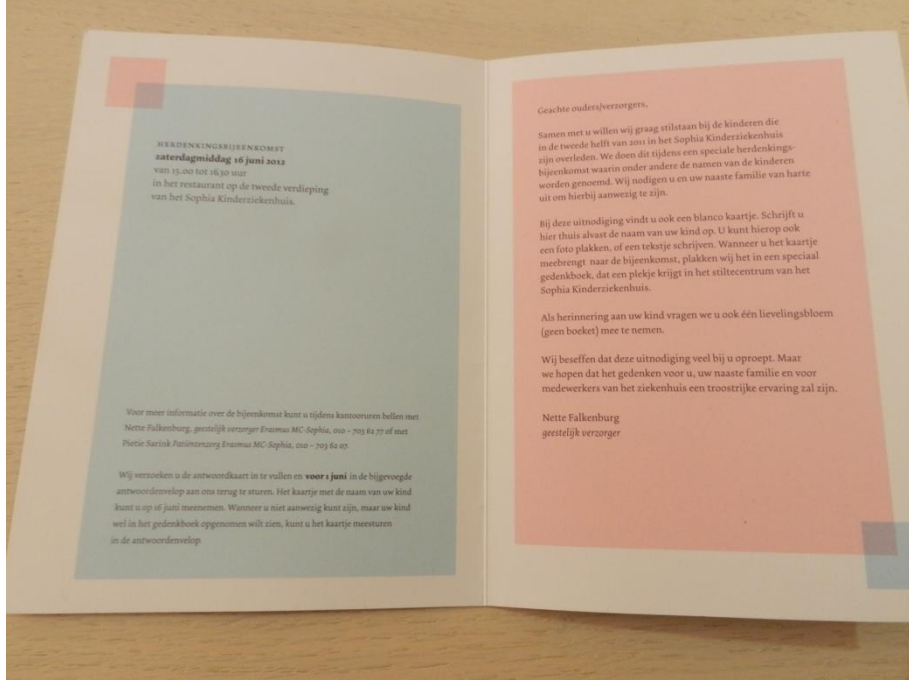 HERDENKINGSBIJEENKOMST
zaterdagmiddag 16 juni 2012
van 15.00 tot 16.30 uur
in het restaurant op de tweede verdieping
van het Sophia Kinderziekenhuis.
Voor meer informatie over de bijeenkomst kunt u tijdens kantooruren bellen met
Nette Falkenburg, geestelijk verzorger Erasmus MC-Sophia, 010 – 703 62 77 of met
Pietie Sarink Patiëntenzorg Erasmus MC-Sophia, 010 – 703 62 07.
Wij verzoeken u de antwoordkaart in te vullen en voor 1 juni in de bijgevoegde
antwoordenvelop aan ons terug te sturen. Het kaartje met de naam van uw kind
kunt u op 16 juni meenemen. Wanneer u niet aanwezig kunt zijn, maar uw kind
wel in het gedenkboek opgenomen wilt zien, kunt u het kaartje meesturen
in de antwoordenvelop.
Geachte ouders/verzorgers,
Samen met u willen wij graag stilstaan bij de kinderen die
in de tweede helft van 2011 in het Sophia Kinderziekenhuis
zijn overleden. We doen dit tijdens een speciale herdenkings-
bijeenkomst waarin onder andere de namen van de kinderen
worden genoemd. Wij nodigen u en uw naaste familie van harte
uit om hierbij aanwezig te zijn.
Bij deze uitnodiging vindt u ook een blanco kaartje. Schrijft u
hier thuis alvast de naam van uw kind op. U kunt hierop ook
een foto plakken, of een tekstje schrijven. Wanneer u het kaartje
meebrengt naar de bijeenkomst, plakken wij het in een speciaal
gedenkboek, dat een plekje krijgt in het stiltecentrum van het
Sophia Kinderziekenhuis.
Als herinnering aan uw kind vragen we u ook één lievelingsbloem
(geen boeket) mee te nemen.
Wij beseffen dat deze uitnodiging veel bij u oproept. Maar
we hopen dat het gedenken voor u, uw naaste familie en voor
medewerkers van het ziekenhuis een troostrijke ervaring zal zijn.
Nette Falkenburg
geestelijk verzorger